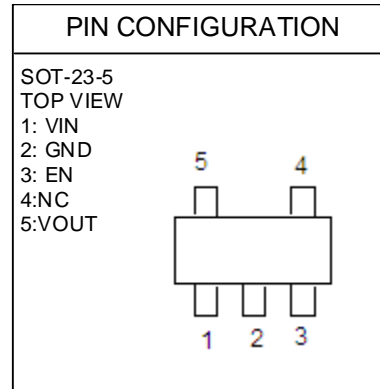 PIN CONFIGURATION
SOT-23-5
TOP VIEW
1: VIN
2: GND
3: EN
4:NC
5:VOUT
5 4
1 2 3